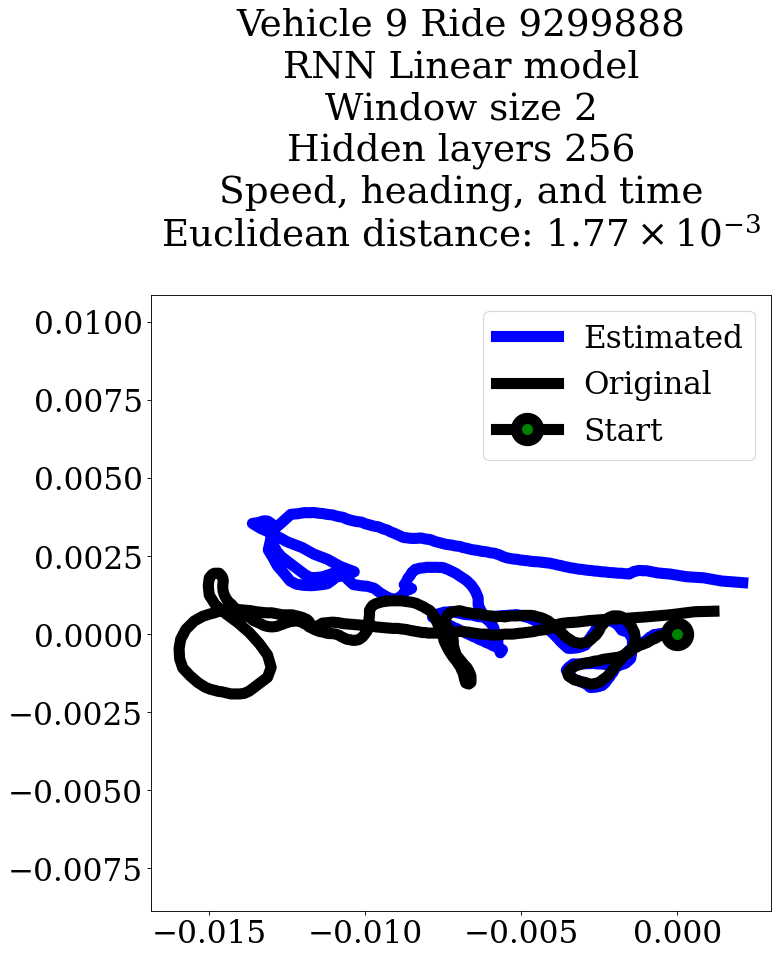 Vehicle 9 Ride 9299888
RNN Linear model
Window size 2
Hidden layers 256
Speed, heading, and time
Euclidean distance: 1.77 × 10⁻³
Estimated
Original
Start
0.0100
0.0075
0.0050
0.0025
0.0000
−0.0025
−0.0050
−0.0075
−0.015 −0.010 −0.005 0.000